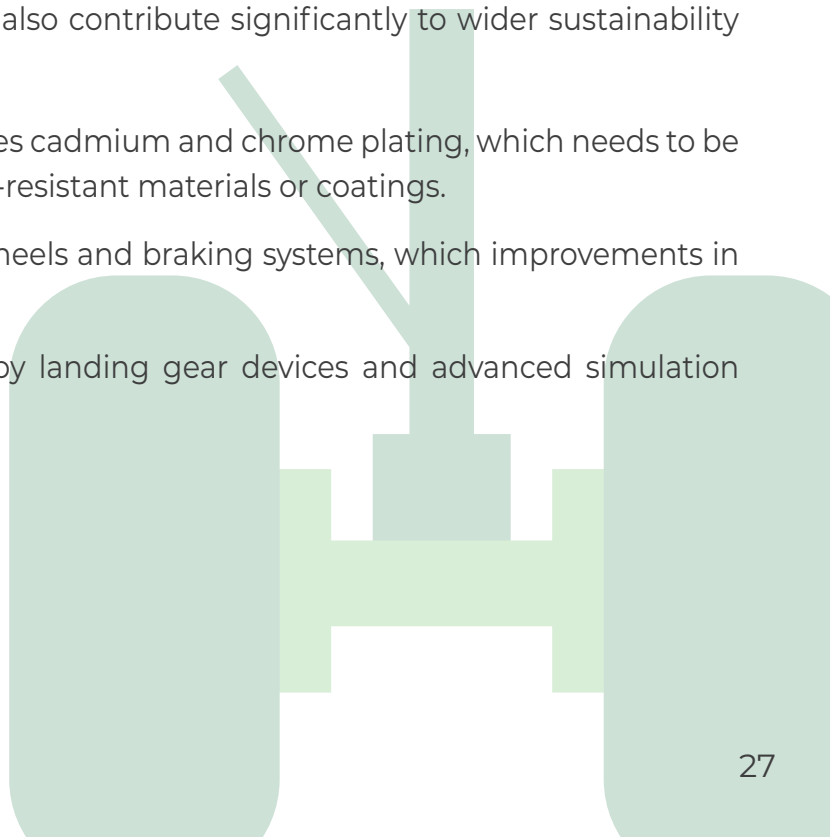 also contribute significantly to wider sustainability
es cadmium and chrome plating, which needs to be
-resistant materials or coatings.
heels and braking systems, which improvements in
by landing gear devices and advanced simulation
27